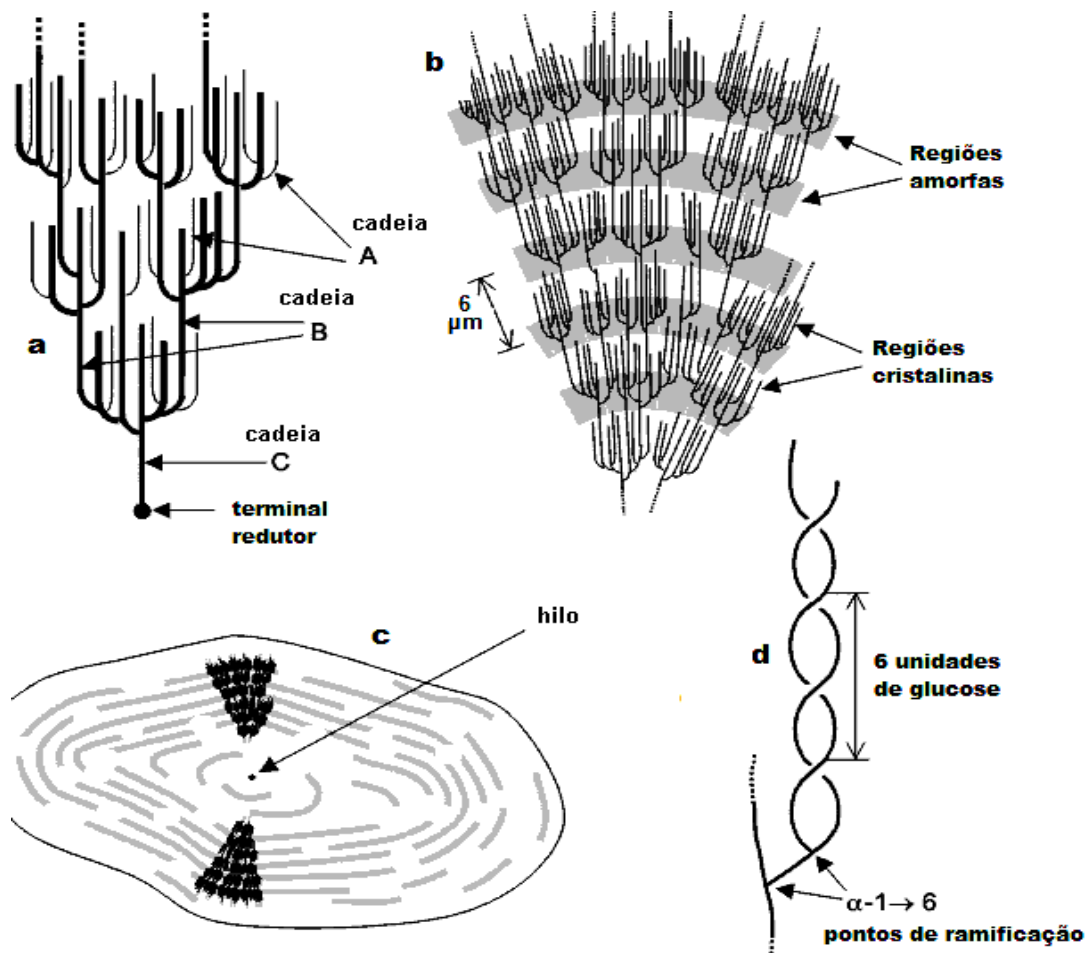 a
cadeia
A
cadeia
B
cadeia
C
terminal
redutor
b
Regiões
amorfas
6
µm
Regiões
cristalinas
c
hilo
d
6 unidades
de glucose
α-1→6
pontos de ramificação